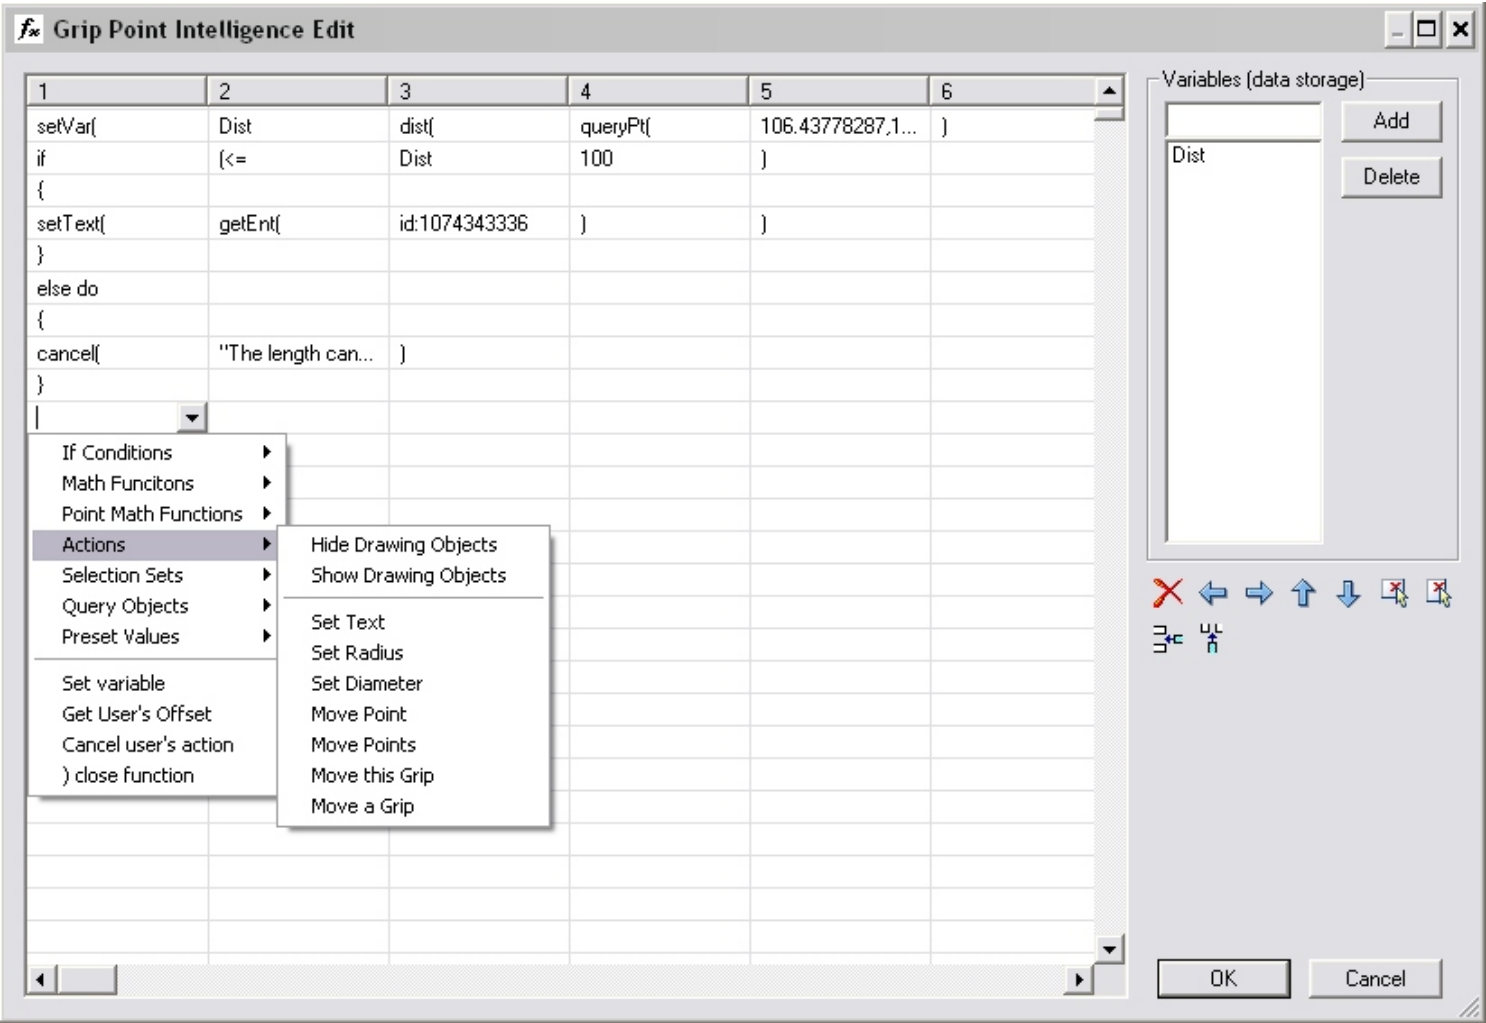 fx Grip Point Intelligence Edit
1 2 3 4 5 6
setVar( Dist dist( queryPt( 106.43778287,1... )
if (<= Dist 100 )
{
setText( getEnt( id:1074343336 ) )
}
else do
{
cancel( "The length can... )
}
If Conditions
Math Funcitons
Point Math Functions
Actions
Selection Sets
Query Objects
Preset Values
Set variable
Get User's Offset
Cancel user's action
) close function
Hide Drawing Objects
Show Drawing Objects
Set Text
Set Radius
Set Diameter
Move Point
Move Points
Move this Grip
Move a Grip
Variables (data storage)
Add
Dist
Delete
OK Cancel